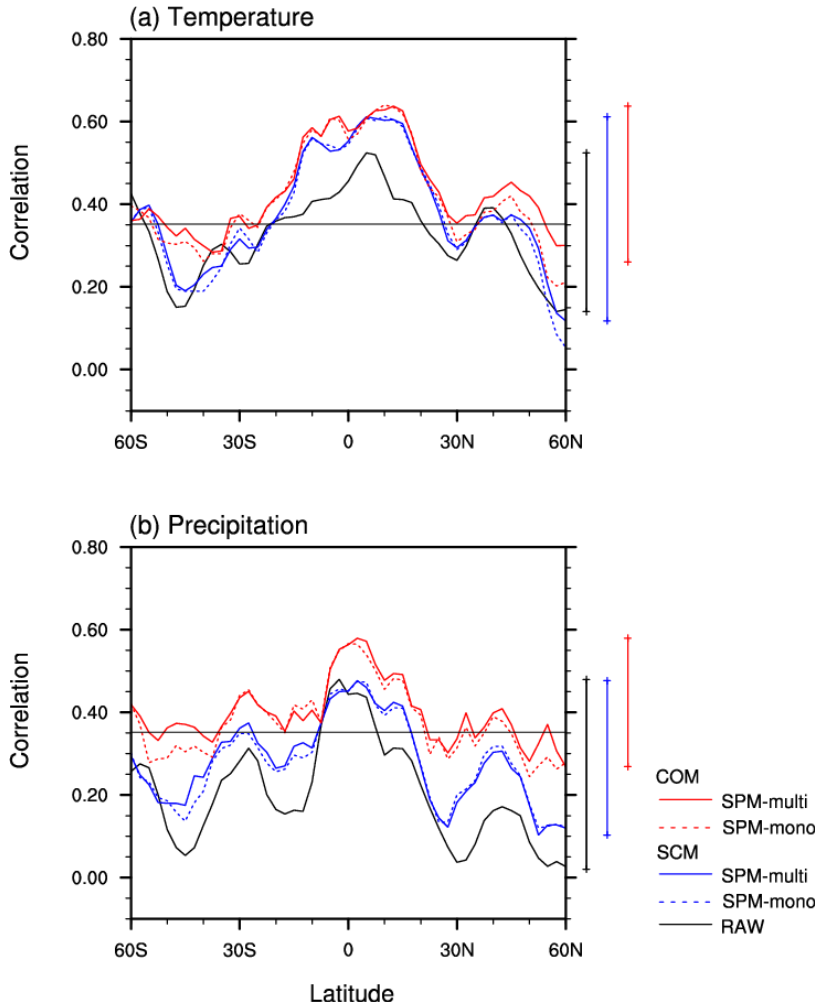 (a) Temperature
0.80
0.60
0.40
0.20
0.00
Correlation
60S 30S 0 30N 60N
(b) Precipitation
0.80
0.60
0.40
0.20
0.00
Correlation
60S 30S 0 30N 60N
Latitude
COM
SPM-multi
SPM-mono
SCM
SPM-multi
SPM-mono
RAW